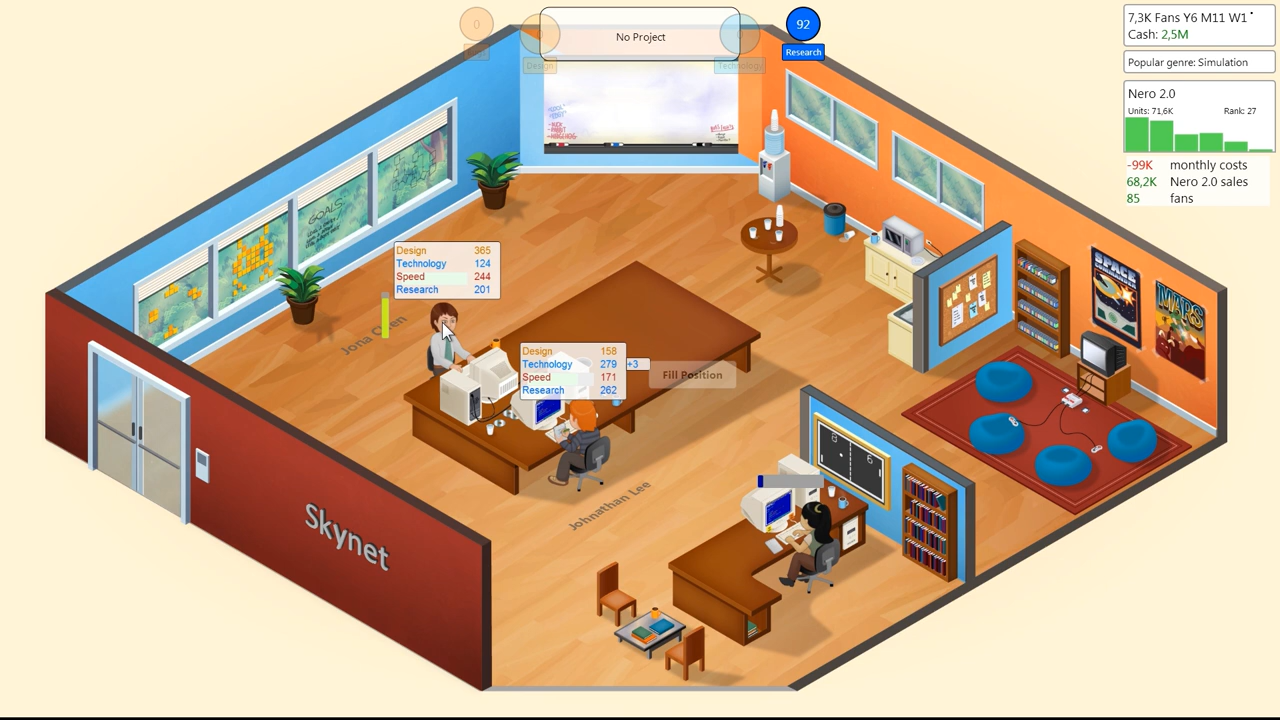 0
92
No Project
Research
Design
Technology
7,3K Fans Y6 M11 W1
Cash: 2,5M
Popular genre: Simulation
Nero 2.0
Units: 71,6K Rank: 27
-99K monthly costs
68,2K Nero 2.0 sales
85 fans
GOALS:
Design 365
Technology 124
Speed 244
Research 201
Design 158
Technology 279 +3
Speed 171
Research 262
Fill Position
Johnathan Lee
Skynet
SPACE
MARS
8 6